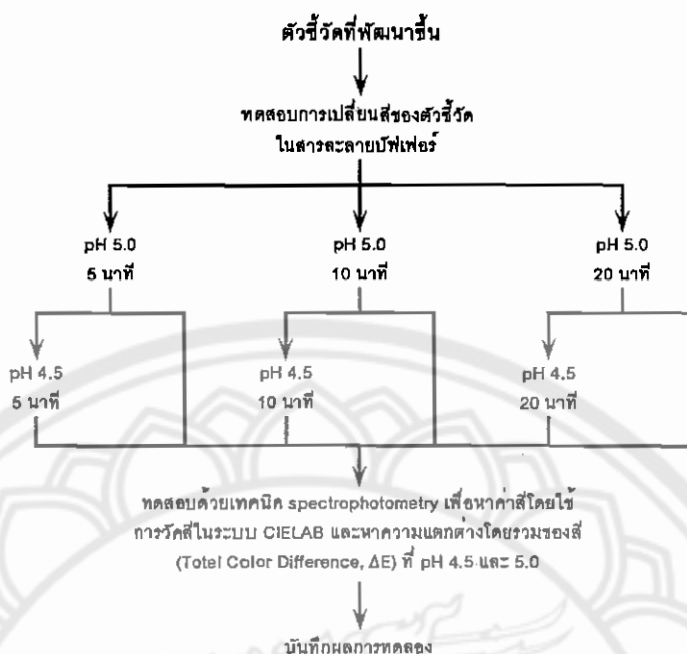 ตัวชี้วัดที่พัฒนาขึ้น
ทดสอบการเปลี่ยนสีของตัวชี้วัด
ในสารละลายบัฟเฟอร์
pH 5.0
5 นาที
pH 5.0
10 นาที
pH 5.0
20 นาที
pH 4.5
5 นาที
pH 4.5
10 นาที
pH 4.5
20 นาที
ทดสอบด้วยเทคนิค spectrophotometry เพื่อหาค่าสีโดยใช้
การวัดสีในระบบ CIELAB และหาความแตกต่างโดยรวมของสี
(Total Color Difference, ΔE) ที่ pH 4.5 และ 5.0
บันทึกผลการทดลอง